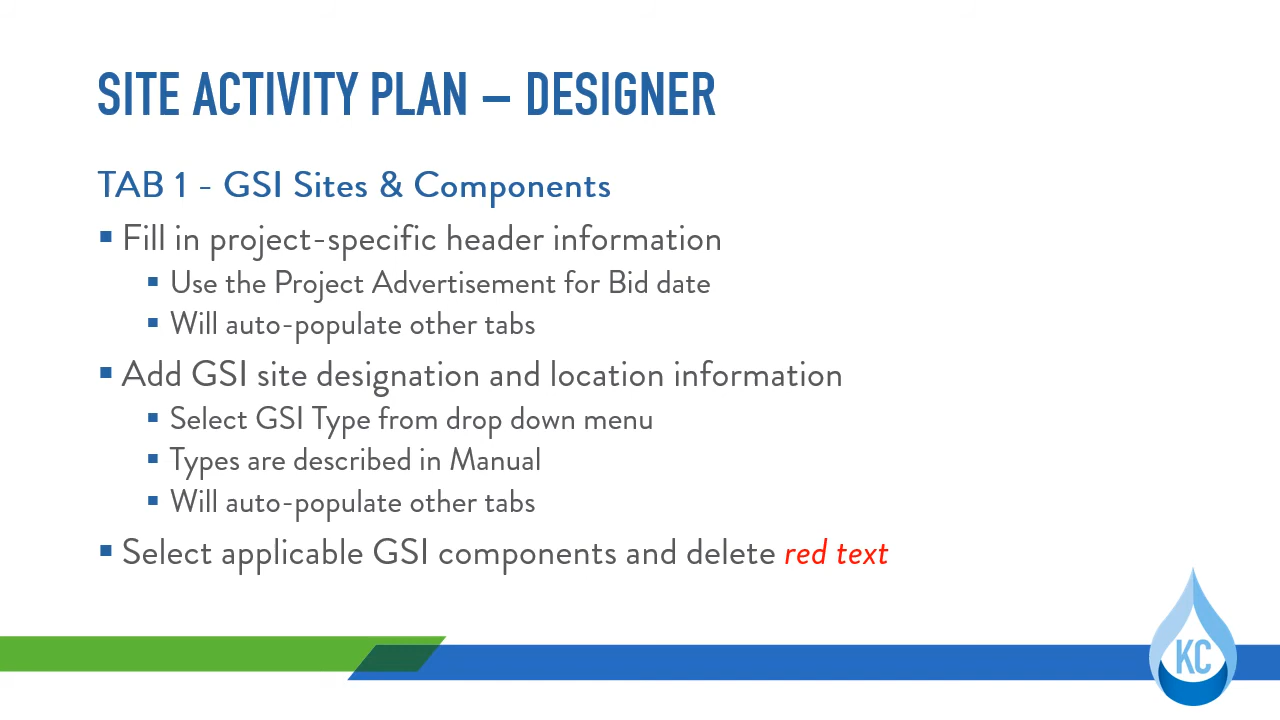 SITE ACTIVITY PLAN – DESIGNER
TAB 1 - GSI Sites & Components
Fill in project-specific header information
Use the Project Advertisement for Bid date
Will auto-populate other tabs
Add GSI site designation and location information
Select GSI Type from drop down menu
Types are described in Manual
Will auto-populate other tabs
Select applicable GSI components and delete red text
KC